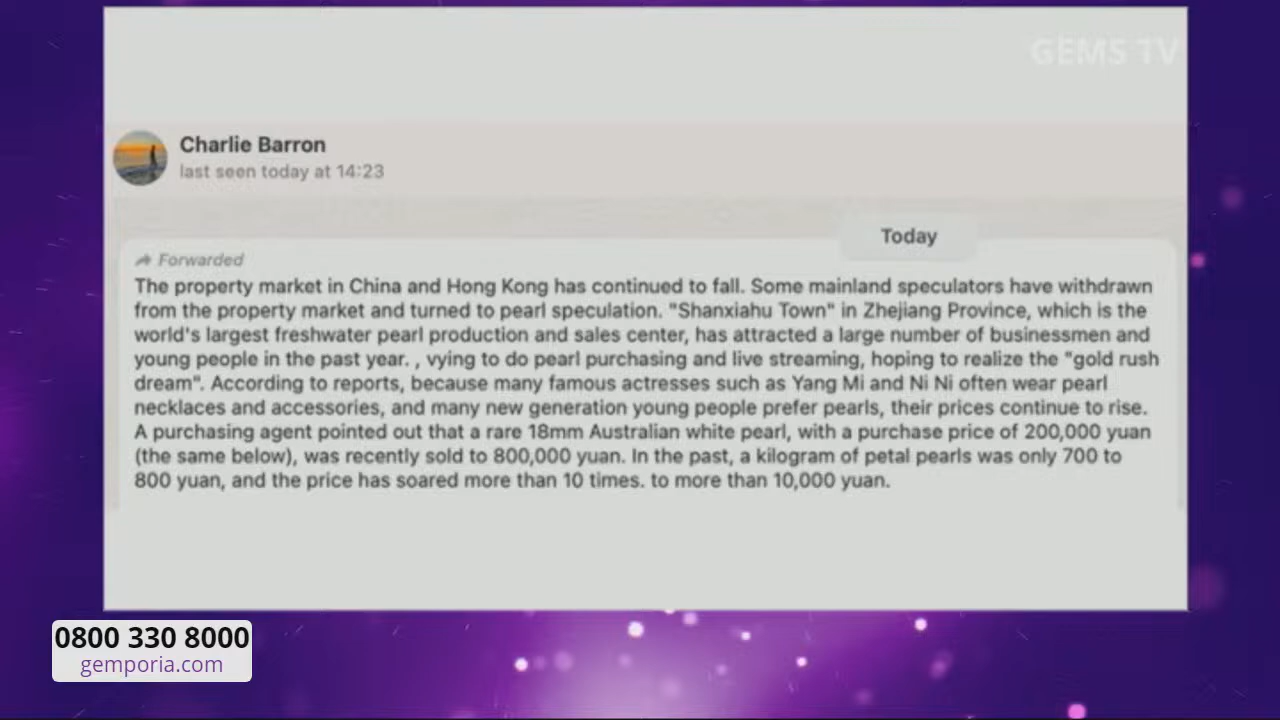 GEMS TV
Charlie Barron
last seen today at 14:23
Today
Forwarded
The property market in China and Hong Kong has continued to fall. Some mainland speculators have withdrawn
from the property market and turned to pearl speculation. "Shanxiahu Town" in Zhejiang Province, which is the
world's largest freshwater pearl production and sales center, has attracted a large number of businessmen and
young people in the past year. , vying to do pearl purchasing and live streaming, hoping to realize the "gold rush
dream". According to reports, because many famous actresses such as Yang Mi and Ni Ni often wear pearl
necklaces and accessories, and many new generation young people prefer pearls, their prices continue to rise.
A purchasing agent pointed out that a rare 18mm Australian white pearl, with a purchase price of 200,000 yuan
(the same below), was recently sold to 800,000 yuan. In the past, a kilogram of petal pearls was only 700 to
800 yuan, and the price has soared more than 10 times. to more than 10,000 yuan.
0800 330 8000
gemporia.com